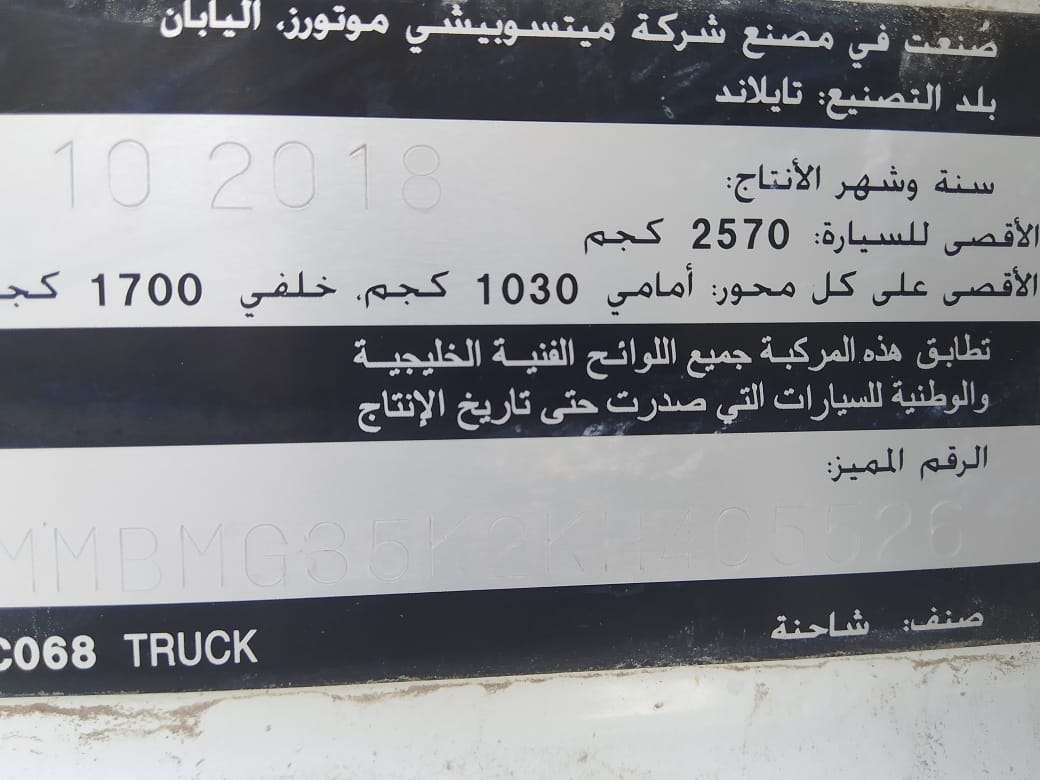 صُنعت في مصنع شركة ميتسوبيشي موتورز، اليابان
بلد التصنيع: تايلاند
سنة وشهر الأنتاج: 10 2018
الأقصى للسيارة: 2570 كجم
الأقصى على كل محور: أمامي 1030 كجم، خلفي 1700 كجم
تطابق هذه المركبة جميع اللوائح الفنية الخليجية
والوطنية للسيارات التي صدرت حتى تاريخ الإنتاج
الرقم المميز:
MMBMG35K2KH405526
صنف: شاحنة C068 TRUCK